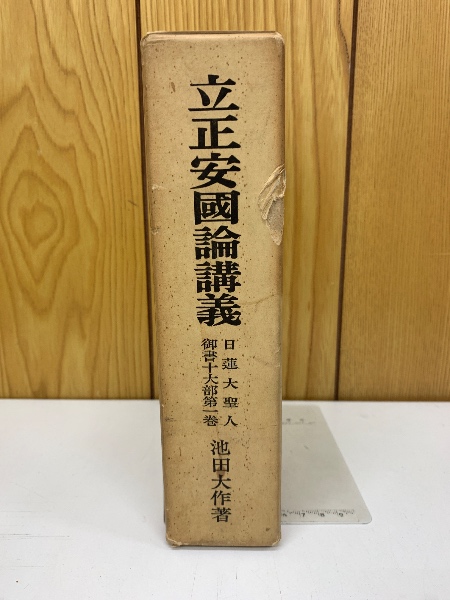 立正安國論講義
日蓮大聖人
御書十大部第一巻
池田大作著